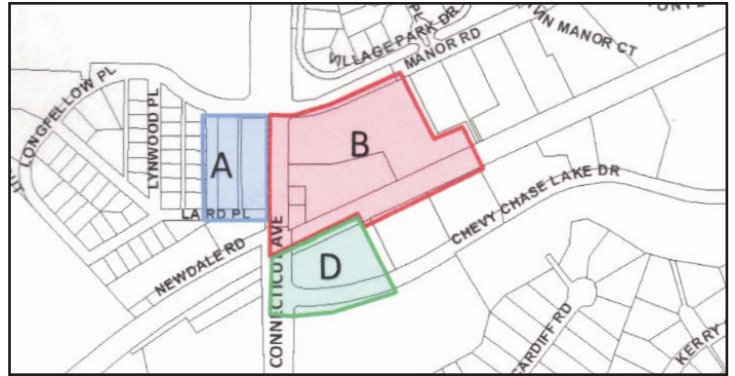 VILLAGE PARK DR
MANOR RD
MANOR CT
LONGFELLOW PL
LYNWOOD PL
A
B
LAIRD PL
CHEVY CHASE LAKE DR
NEWDALE RD
CONNECTICUT AVE
D
CARDIFF RD
KERRY
PL